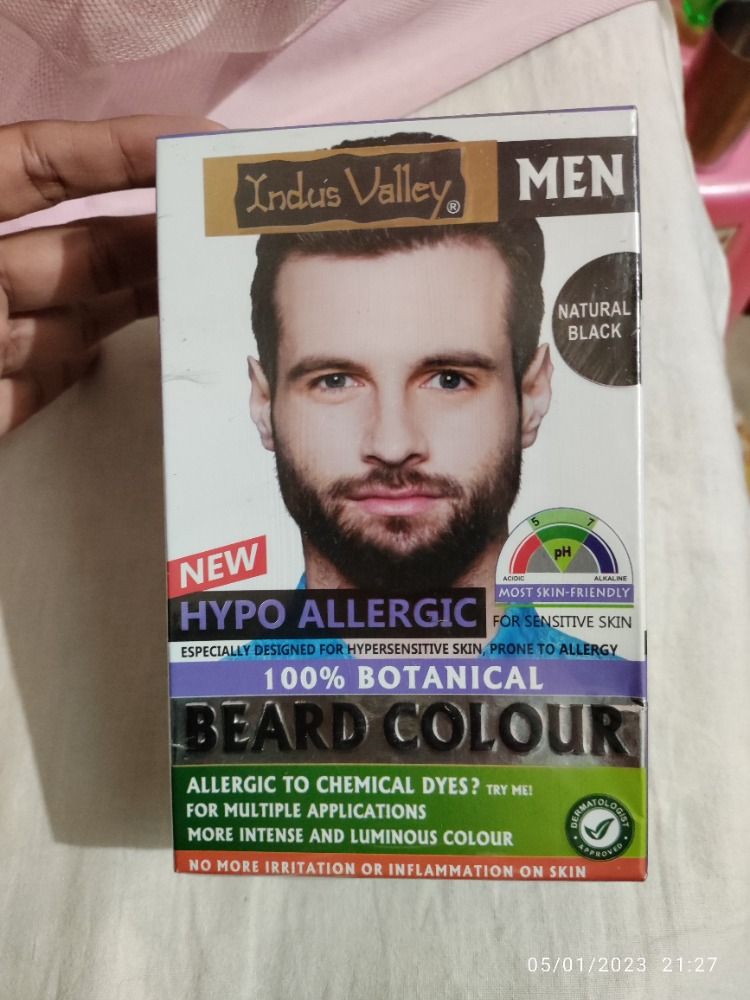 Indus Valley®
MEN
NATURAL
BLACK
5 7
pH
ACIDIC ALKALINE
MOST SKIN-FRIENDLY
NEW
HYPO ALLERGIC
FOR SENSITIVE SKIN
ESPECIALLY DESIGNED FOR HYPERSENSITIVE SKIN, PRONE TO ALLERGY
100% BOTANICAL
BEARD COLOUR
ALLERGIC TO CHEMICAL DYES? TRY ME!
FOR MULTIPLE APPLICATIONS
MORE INTENSE AND LUMINOUS COLOUR
DERMATOLOGIST
APPROVED
NO MORE IRRITATION OR INFLAMMATION ON SKIN
05/01/2023 21:27